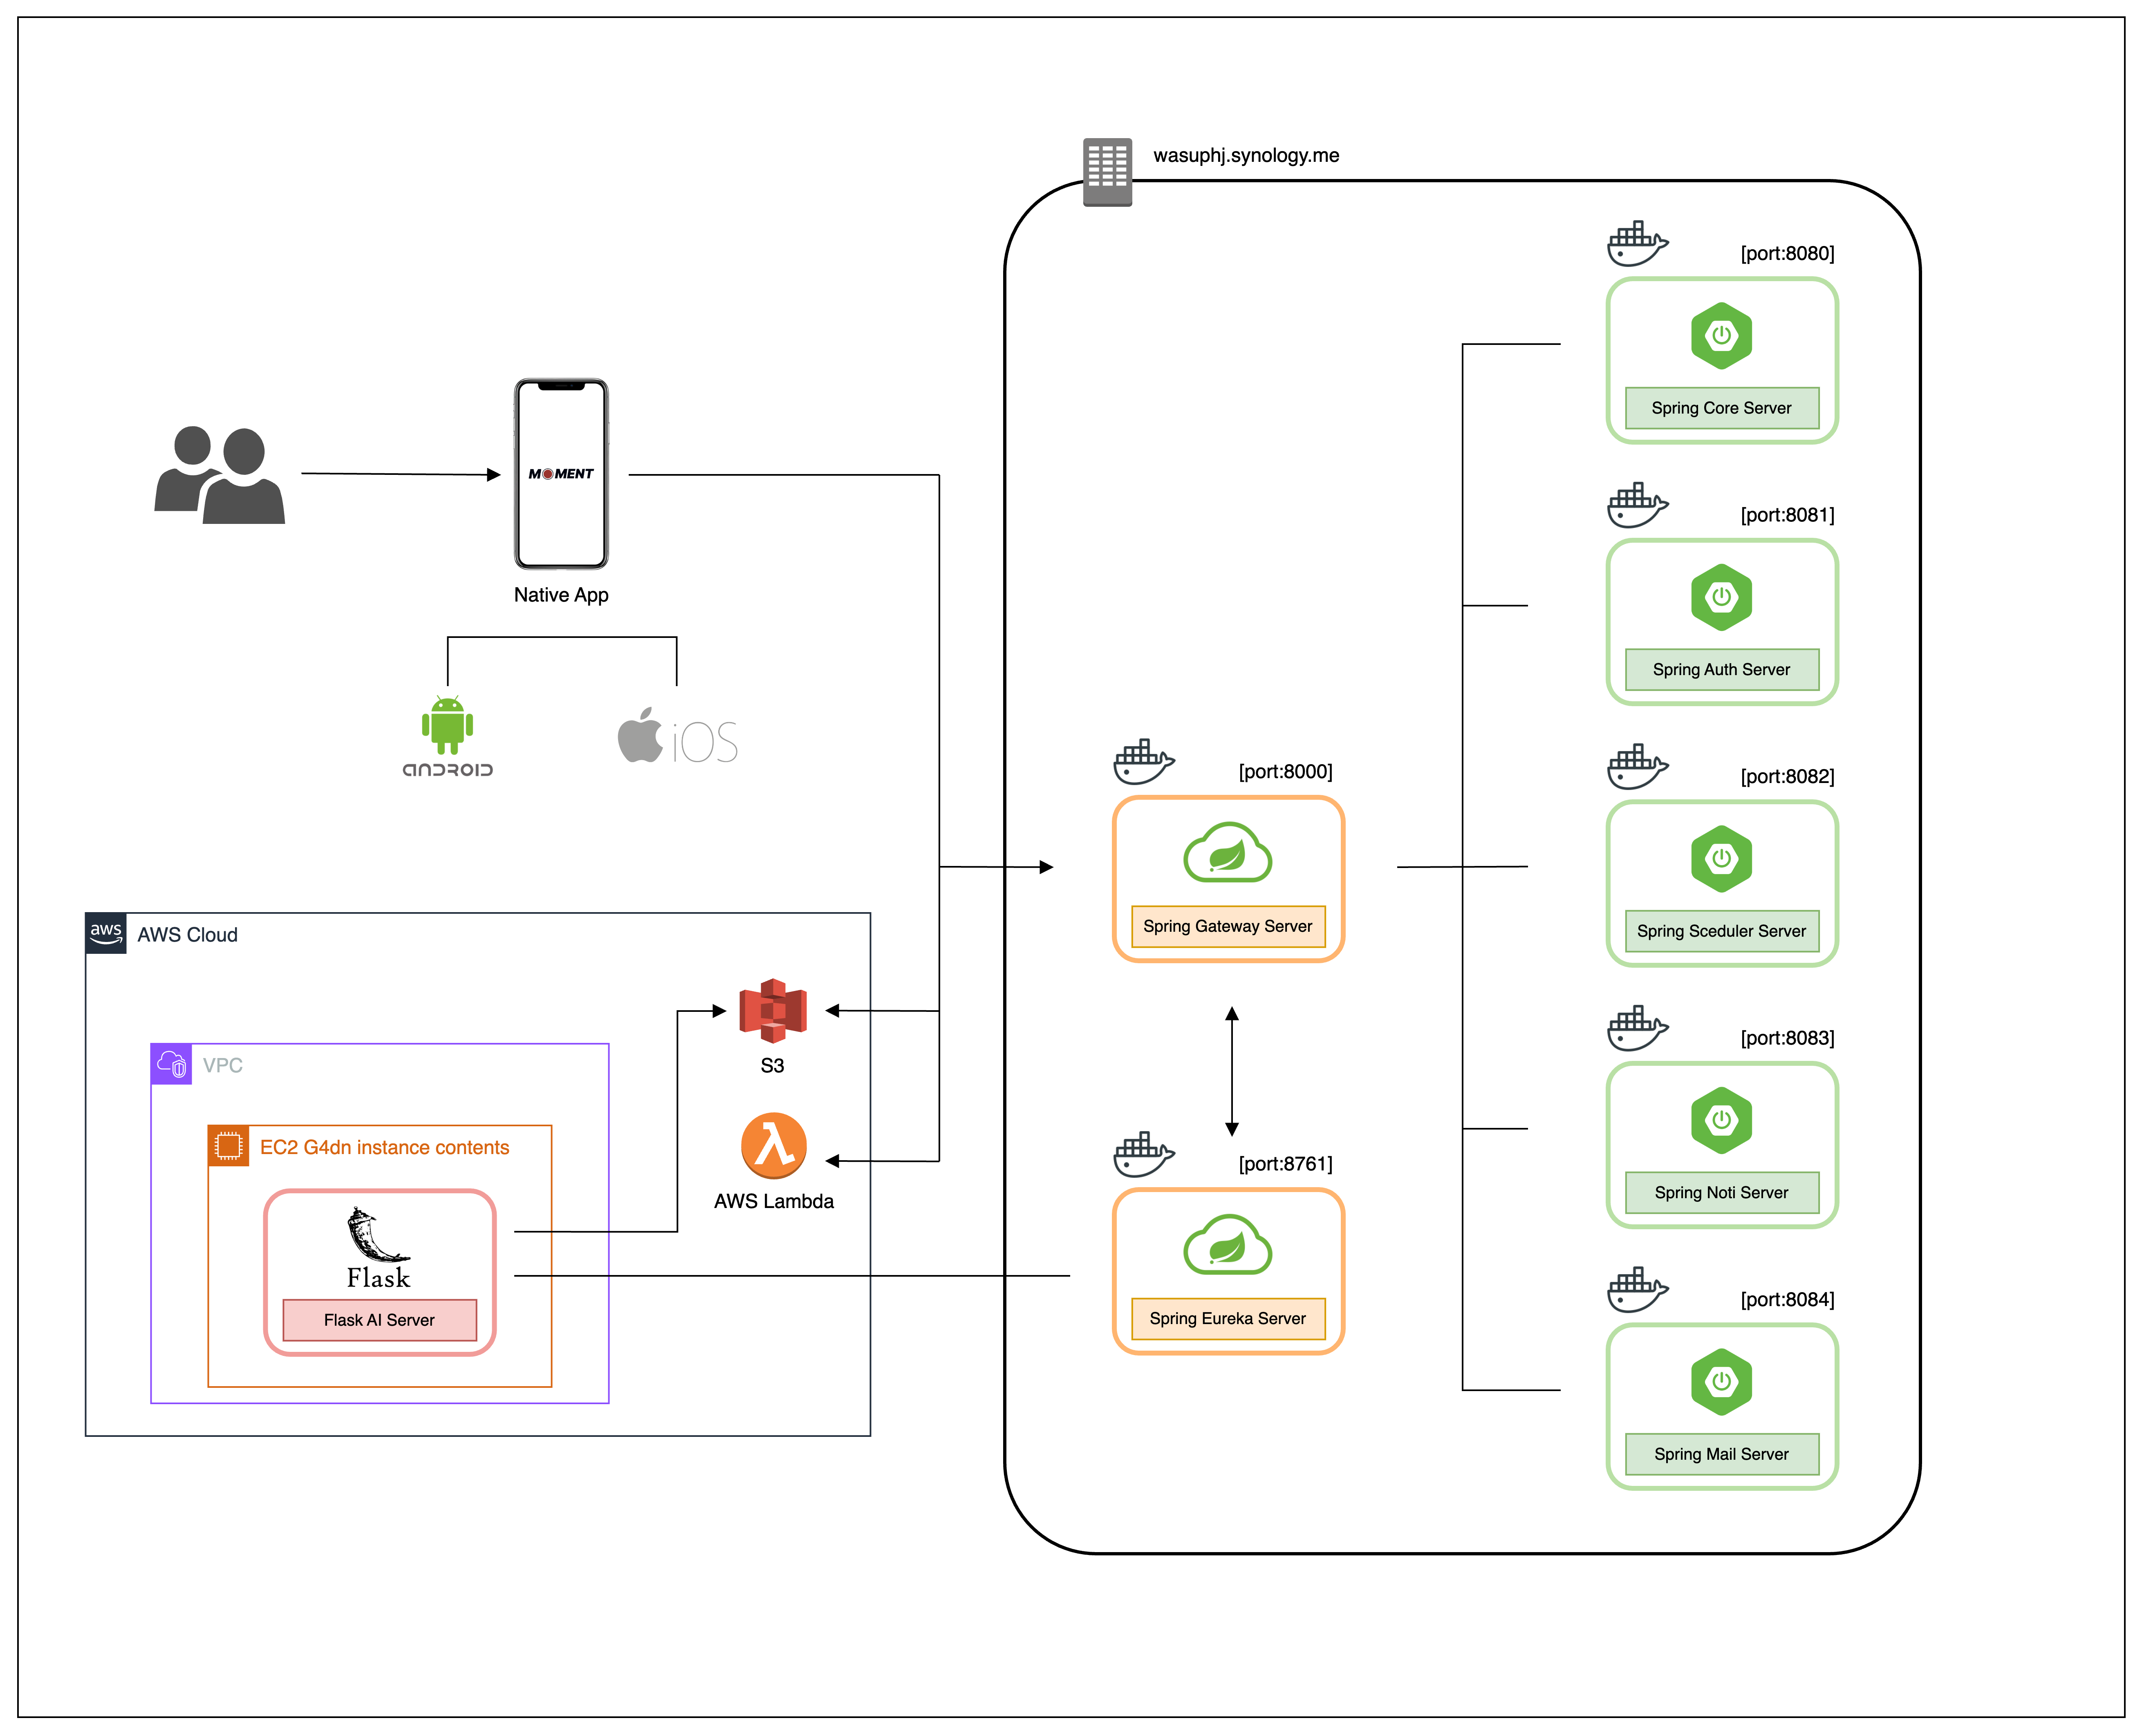 wasuphj.synology.me
[port:8080]
Spring Core Server
[port:8081]
Spring Auth Server
MOMENT
Native App
ANDROID
iOS
[port:8000]
Spring Gateway Server
[port:8082]
Spring Sceduler Server
aws
AWS Cloud
S3
VPC
[port:8083]
Spring Noti Server
EC2 G4dn instance contents
AWS Lambda
[port:8761]
Spring Eureka Server
Flask
Flask AI Server
[port:8084]
Spring Mail Server